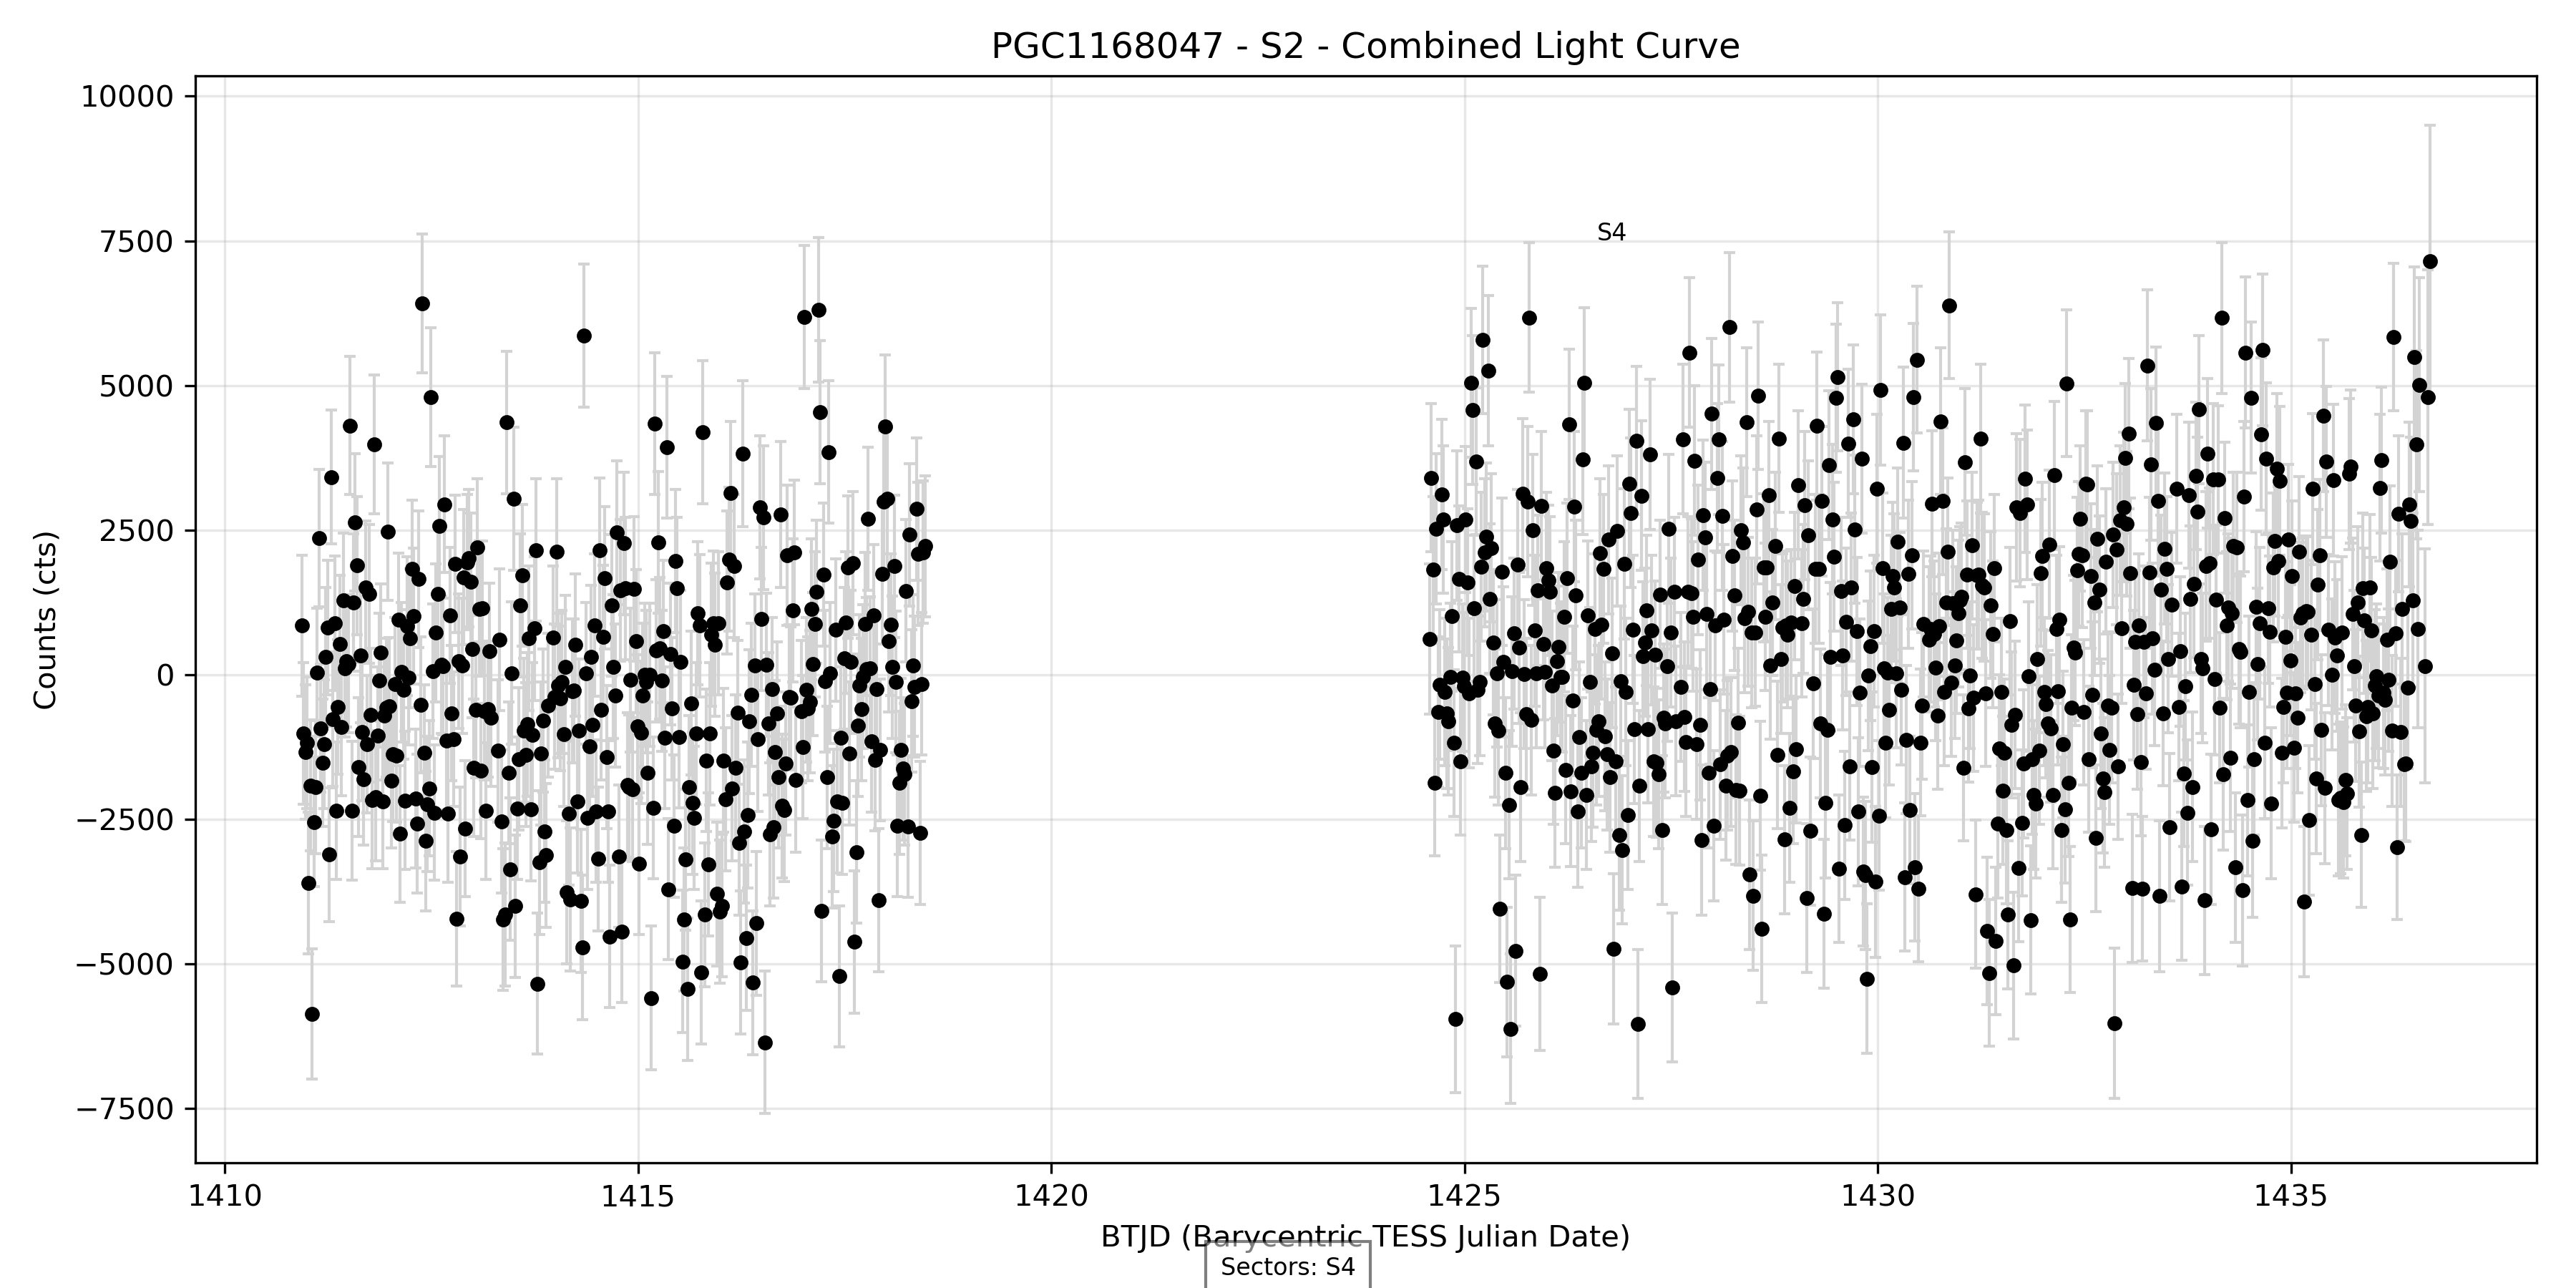 PGC1168047 - S2 - Combined Light Curve
10000
7500
5000
2500
0
−2500
−5000
−7500
Counts (cts)
S4
1410
1415
1420
1425
1430
1435
BTJD (Barycentric TESS Julian Date)
Sectors: S4